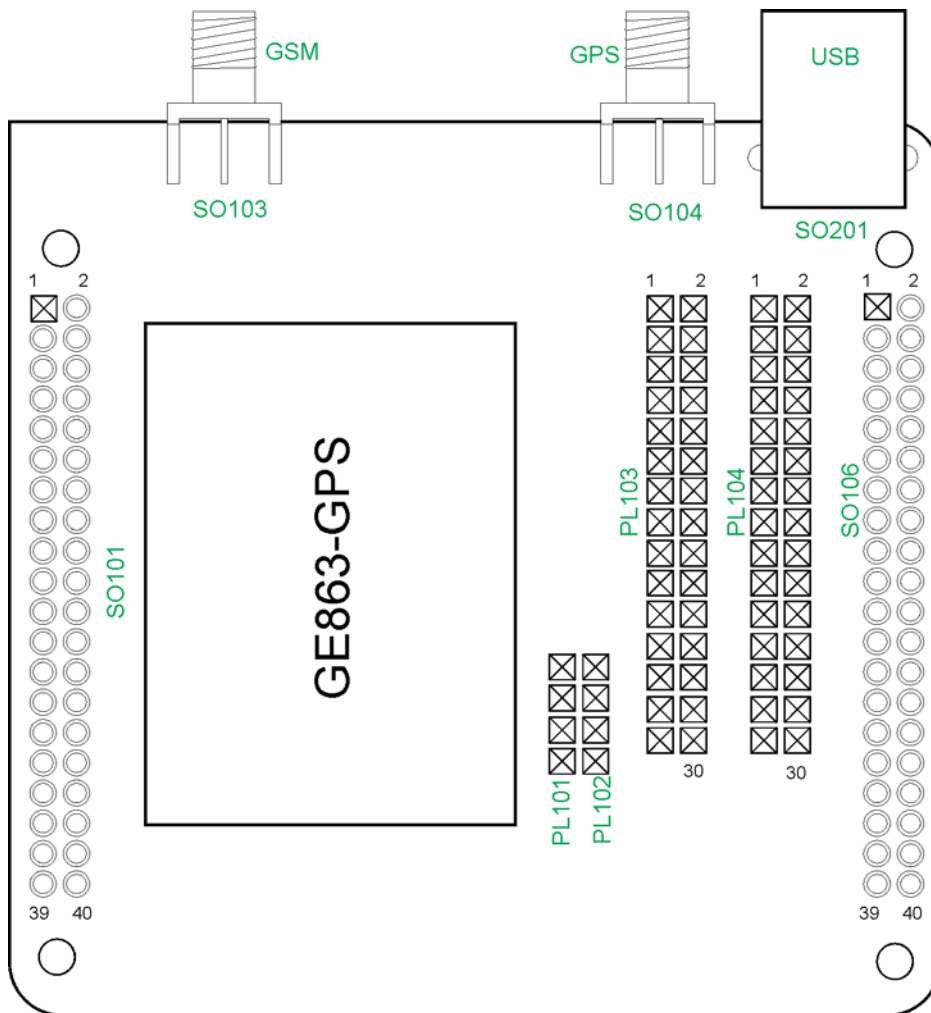 GSM
GPS
USB
SO103
SO104
SO201
1 2
1 2
1 2
1 2
GE863-GPS
SO101
PL103
PL104
SO106
30
30
PL101
PL102
39 40
39 40